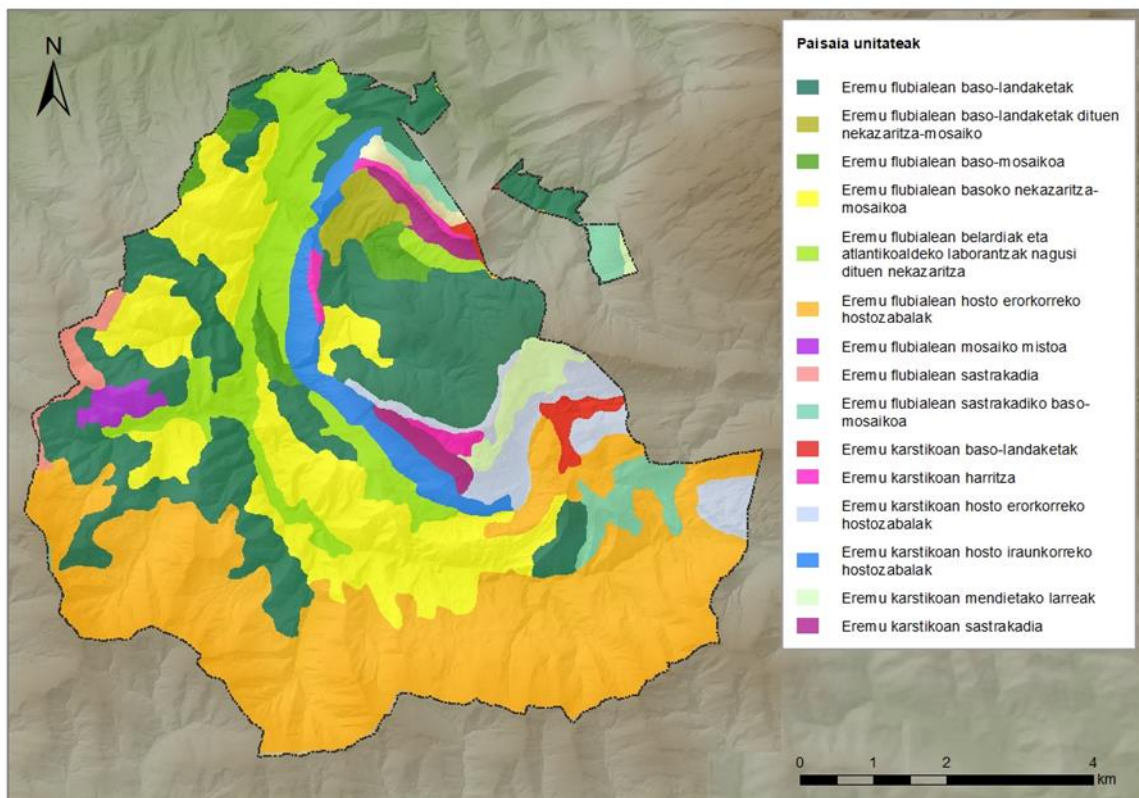 N
Paisaia unitateak
Eremu flubialean baso-landaketak
Eremu flubialean baso-landaketak dituen
nekazaritza-mosaiko
Eremu flubialean baso-mosaikoa
Eremu flubialean basoko nekazaritza-
mosaikoa
Eremu flubialean belardiak eta
atlantikoaldeko laborantzak nagusi
dituen nekazaritza
Eremu flubialean hosto erorkorreko
hostozabalak
Eremu flubialean mosaiko mistoa
Eremu flubialean sastrakadia
Eremu flubialean sastrakadiko baso-
mosaikoa
Eremu karstikoan baso-landaketak
Eremu karstikoan harritza
Eremu karstikoan hosto erorkorreko
hostozabalak
Eremu karstikoan hosto iraunkorreko
hostozabalak
Eremu karstikoan mendietako larreak
Eremu karstikoan sastrakadia
0 1 2 4
km